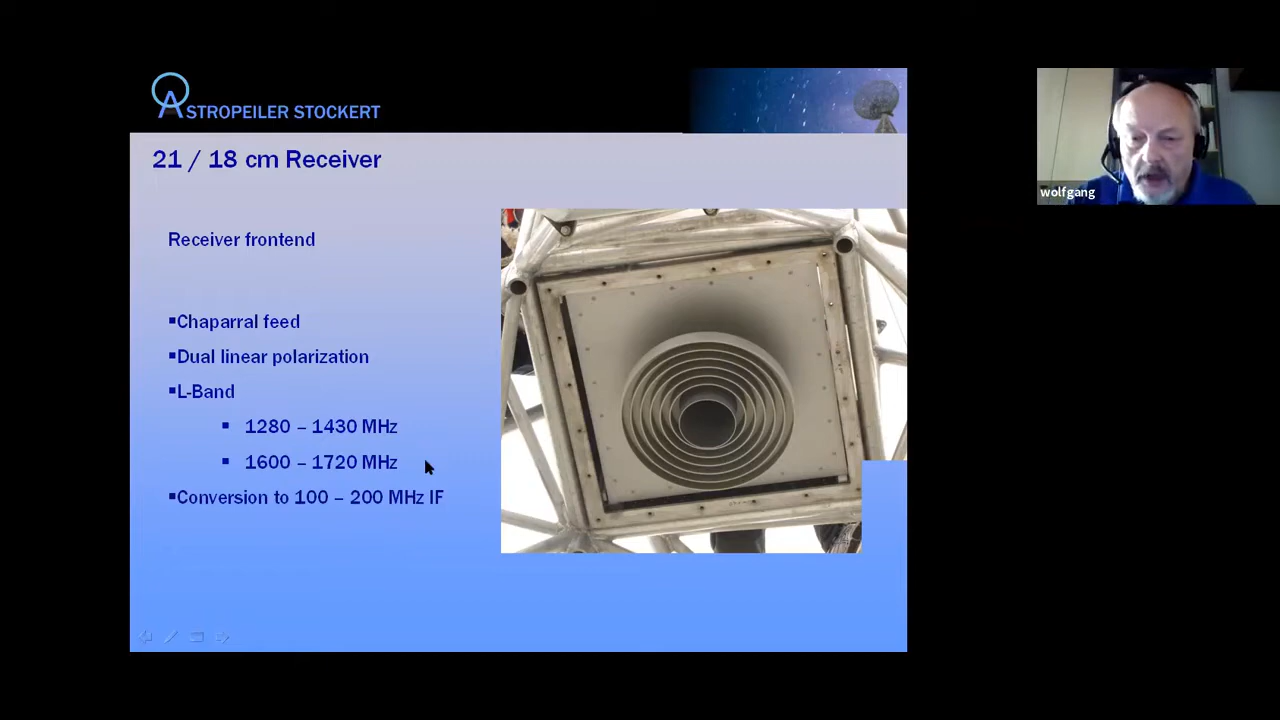 ASTROPEILER STOCKERT
21 / 18 cm Receiver
wolfgang
Receiver frontend
▪Chaparral feed
▪Dual linear polarization
▪L-Band
▪ 1280 – 1430 MHz
▪ 1600 – 1720 MHz
▪Conversion to 100 – 200 MHz IF